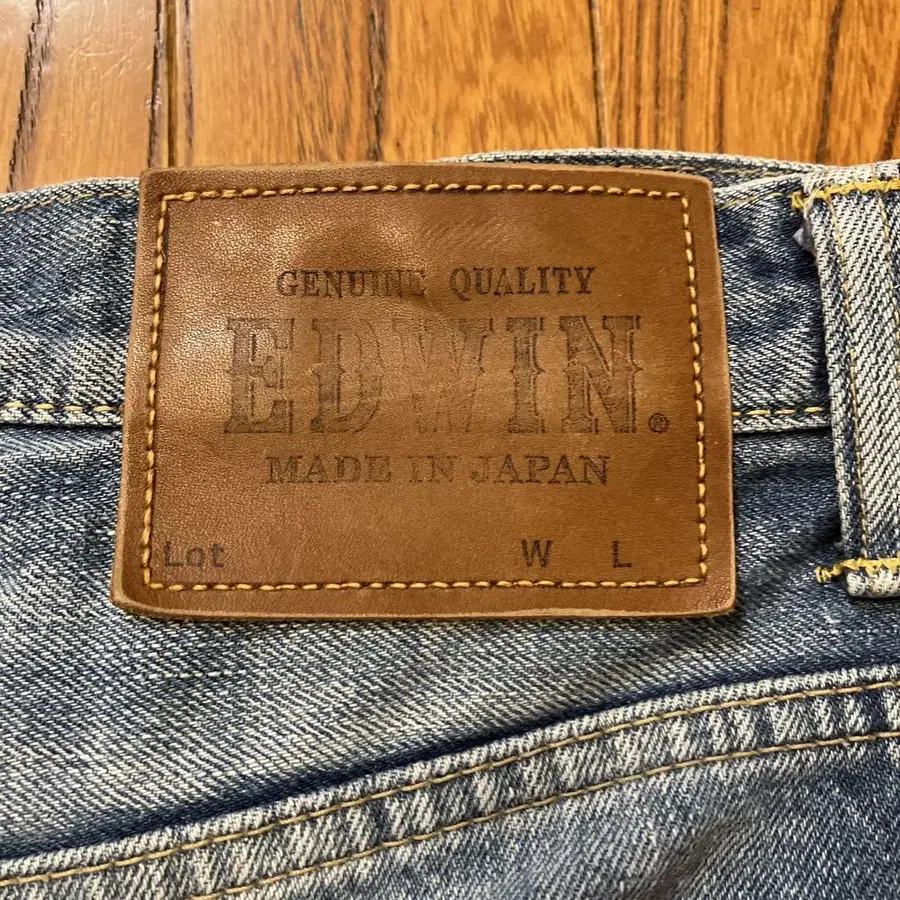 GENUINE QUALITY
EDWIN®
MADE IN JAPAN
Lot W L